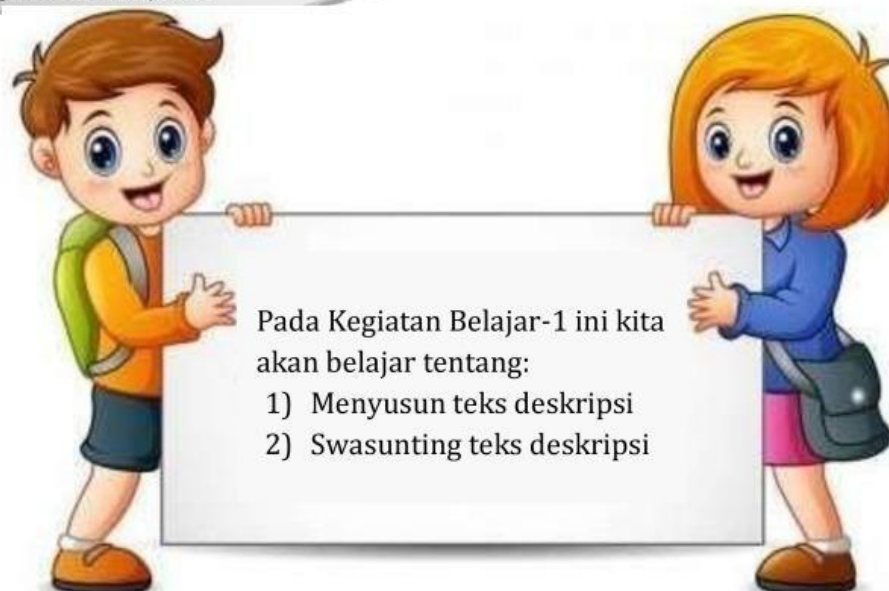 Pada Kegiatan Belajar-1 ini kita
akan belajar tentang:
1) Menyusun teks deskripsi
2) Swasunting teks deskripsi